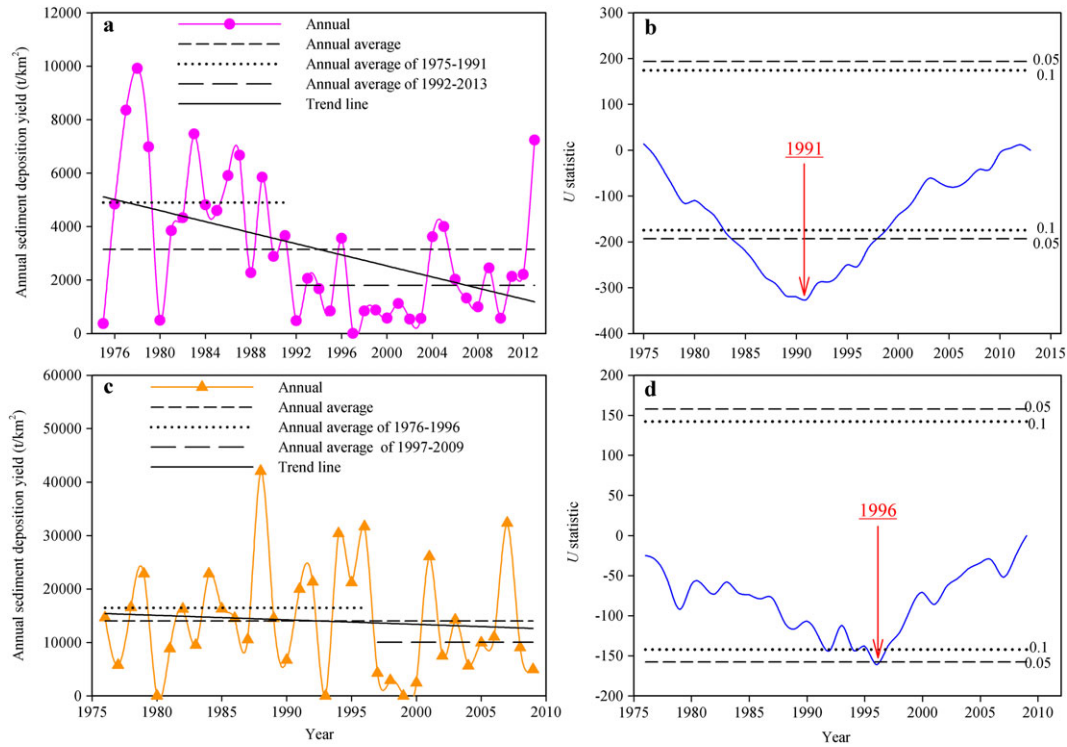 a
Annual sediment deposition yield (t/km²)
12000
10000
8000
6000
4000
2000
0
Annual
Annual average
Annual average of 1975-1991
Annual average of 1992-2013
Trend line
1976 1980 1984 1988 1992 1996 2000 2004 2008 2012
b
U statistic
300
200
100
0
-100
-200
-300
-400
0.05
0.1
1991
0.1
0.05
1975 1980 1985 1990 1995 2000 2005 2010 2015
c
Annual sediment deposition yield (t/km²)
60000
50000
40000
30000
20000
10000
0
Annual
Annual average
Annual average of 1976-1996
Annual average of 1997-2009
Trend line
1975 1980 1985 1990 1995 2000 2005 2010
Year
d
U statistic
200
150
100
50
0
-50
-100
-150
-200
0.05
0.1
1996
0.1
0.05
1975 1980 1985 1990 1995 2000 2005 2010
Year